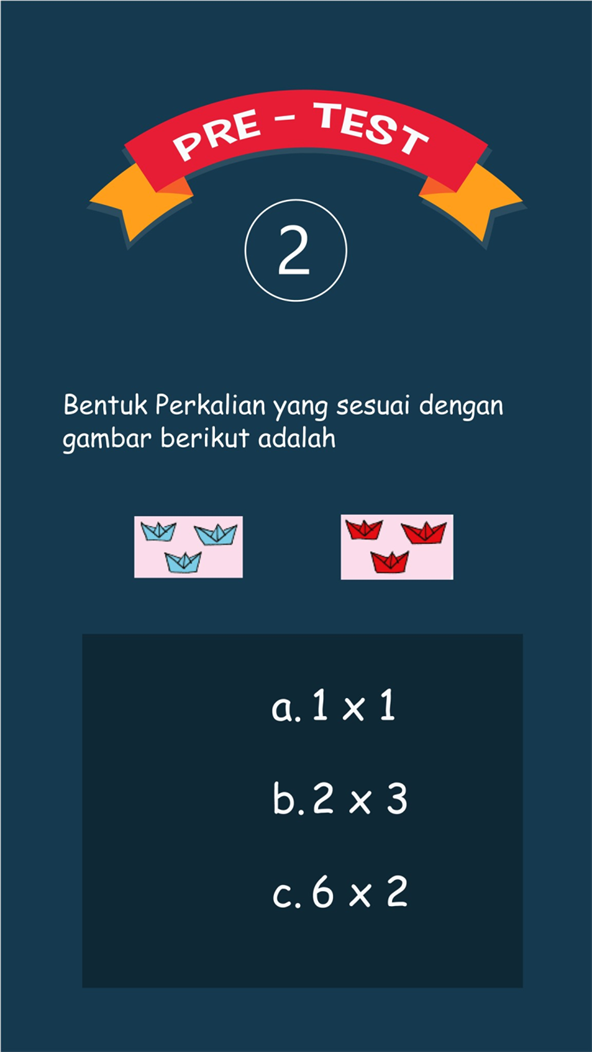 PRE - TEST
2
Bentuk Perkalian yang sesuai dengan
gambar berikut adalah
a. 1 x 1
b. 2 x 3
c. 6 x 2